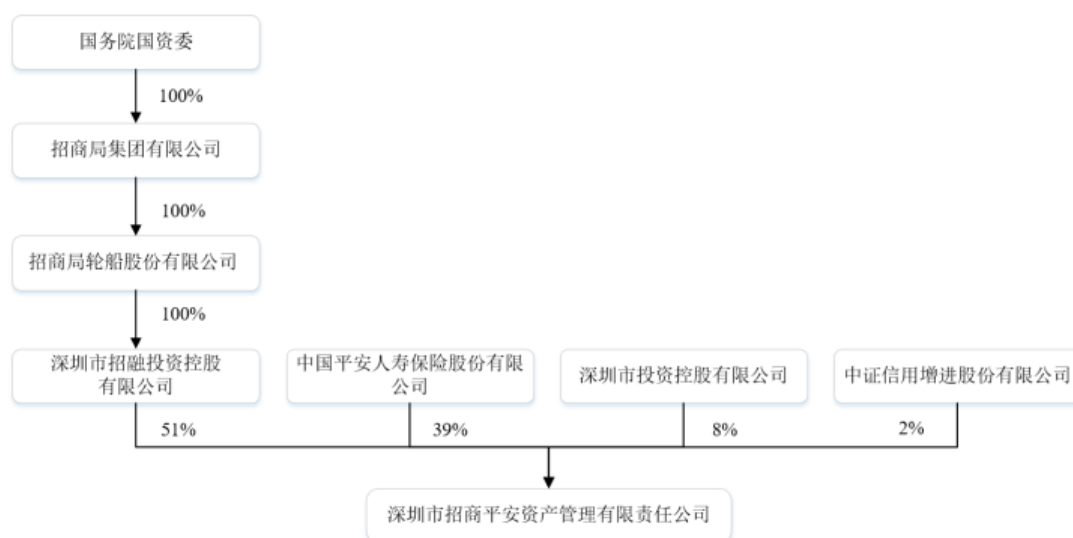 国务院国资委
100%
招商局集团有限公司
100%
招商局轮船股份有限公司
100%
深圳市招融投资控股
有限公司
中国平安人寿保险股份有限
公司
深圳市投资控股有限公司
中证信用增进股份有限公司
51%
39%
8%
2%
深圳市招商平安资产管理有限责任公司